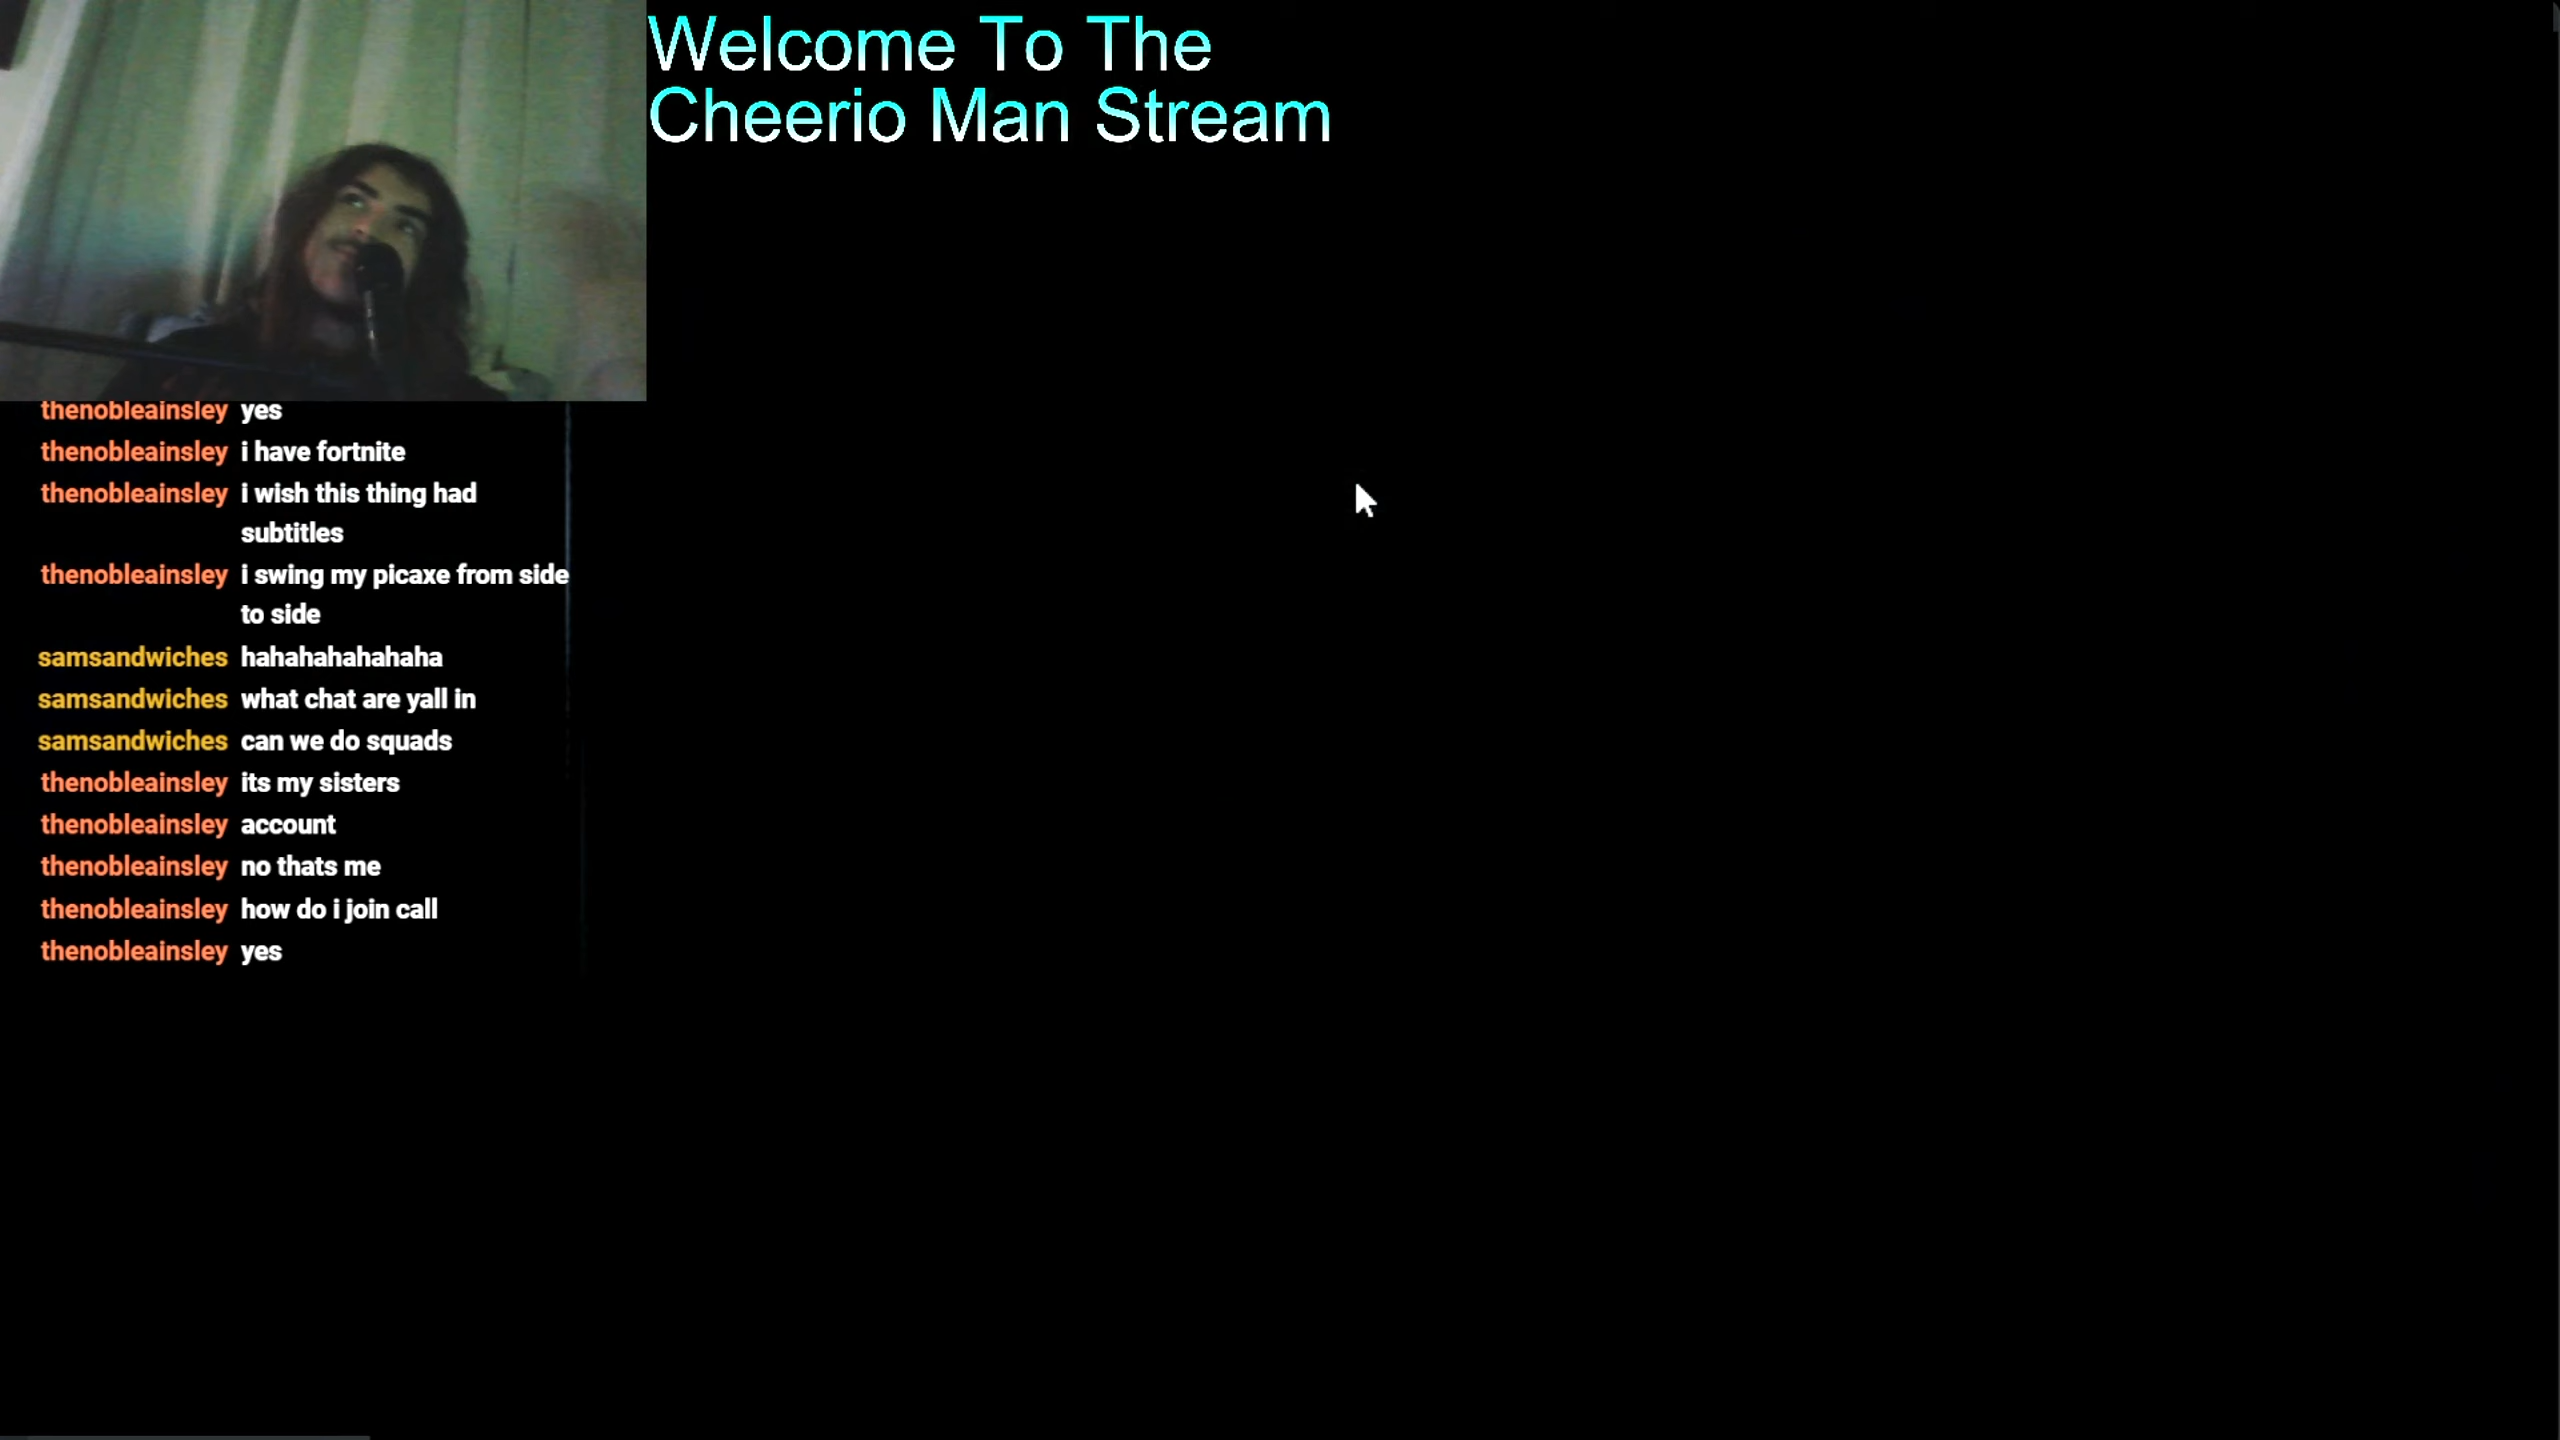 Welcome To The
Cheerio Man Stream
thenobleainsley yes
thenobleainsley i have fortnite
thenobleainsley i wish this thing had
subtitles
thenobleainsley i swing my picaxe from side
to side
samsandwiches hahahahahahaha
samsandwiches what chat are yall in
samsandwiches can we do squads
thenobleainsley its my sisters
thenobleainsley account
thenobleainsley no thats me
thenobleainsley how do i join call
thenobleainsley yes